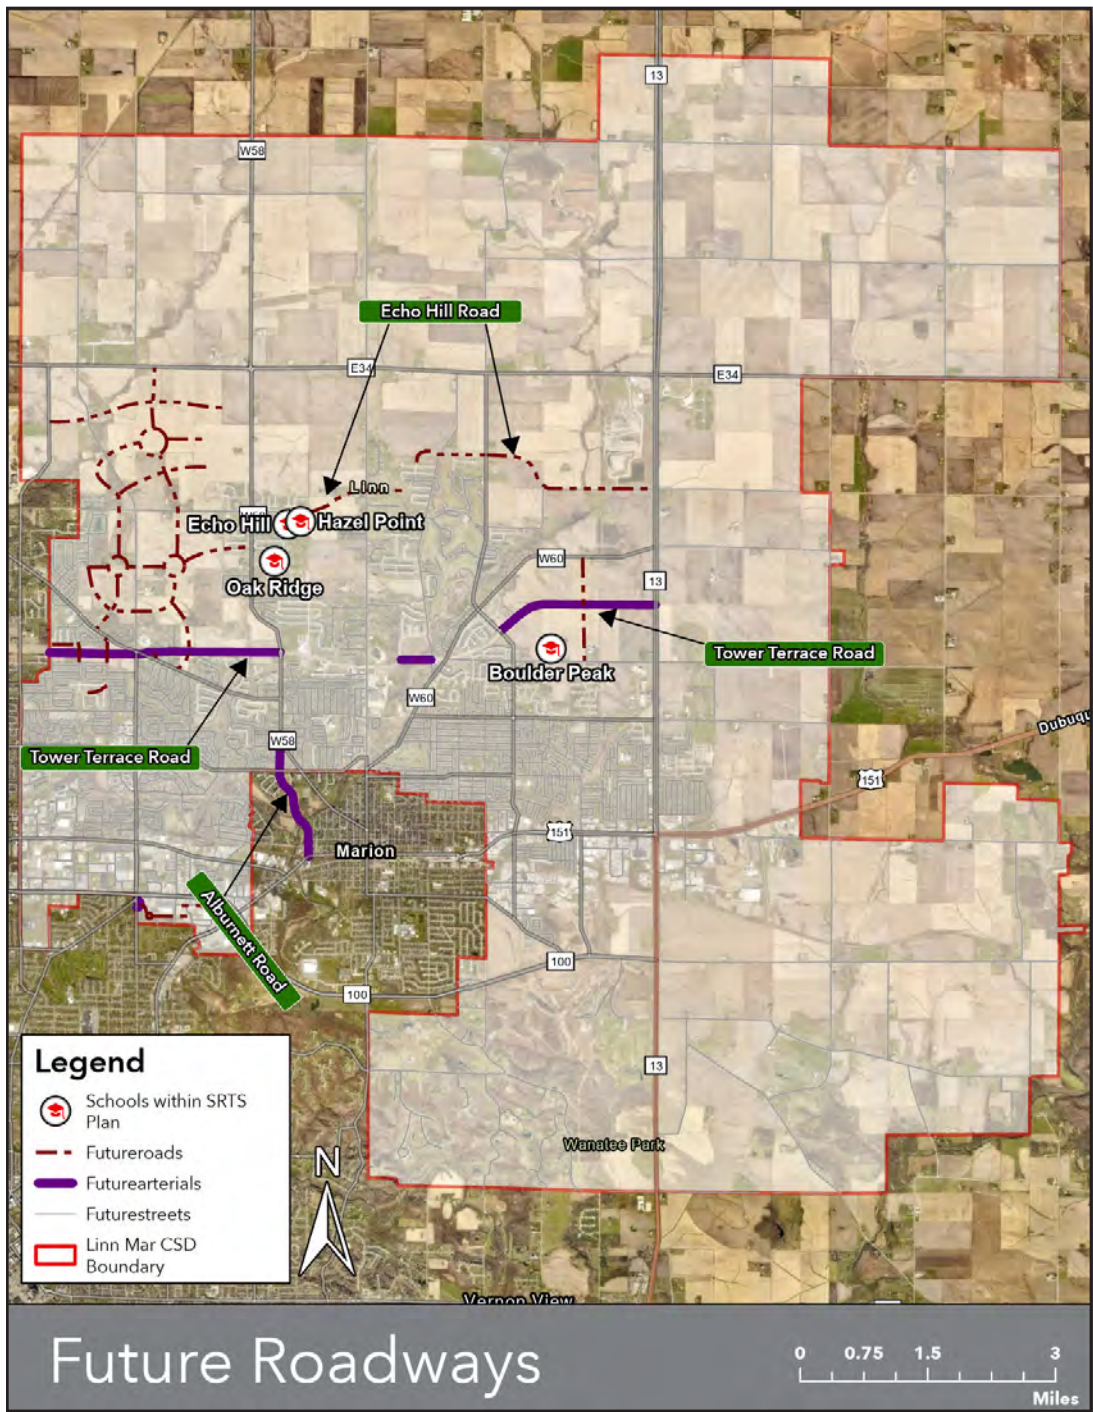 13
W58
Echo Hill Road
E34
E34
Linn
Echo Hill
Hazel Point
Oak Ridge
W60
13
Tower Terrace Road
Boulder Peak
W60
Dubuqu
W58
Tower Terrace Road
151
151
Marion
Alburnett Road
100
100
13
Wanatee Park
Legend
Schools within SRTS
Plan
Futureroads
Futurearterials
Futurestreets
Linn Mar CSD
Boundary
N
Vernon View
Future Roadways
0 0.75 1.5 3
Miles